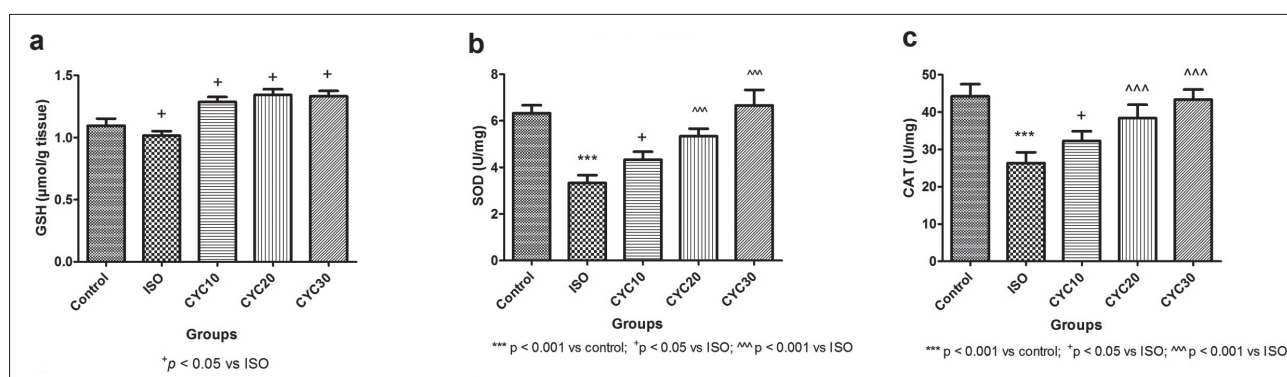 a
GSH (µmol/g tissue)
1.5
1.0
0.5
0.0
+
+
+
+
Control
ISO
CYC10
CYC20
CYC30
Groups
+p < 0.05 vs ISO
b
SOD (U/mg)
8
6
4
2
0
***
+
^^^
^^^
Control
ISO
CYC10
CYC20
CYC30
Groups
*** p < 0.001 vs control; +p < 0.05 vs ISO; ^^^ p < 0.001 vs ISO
c
CAT (U/mg)
50
40
30
20
10
0
***
+
^^^
^^^
Control
ISO
CYC10
CYC20
CYC30
Groups
*** p < 0.001 vs control; +p < 0.05 vs ISO; ^^^ p < 0.001 vs ISO